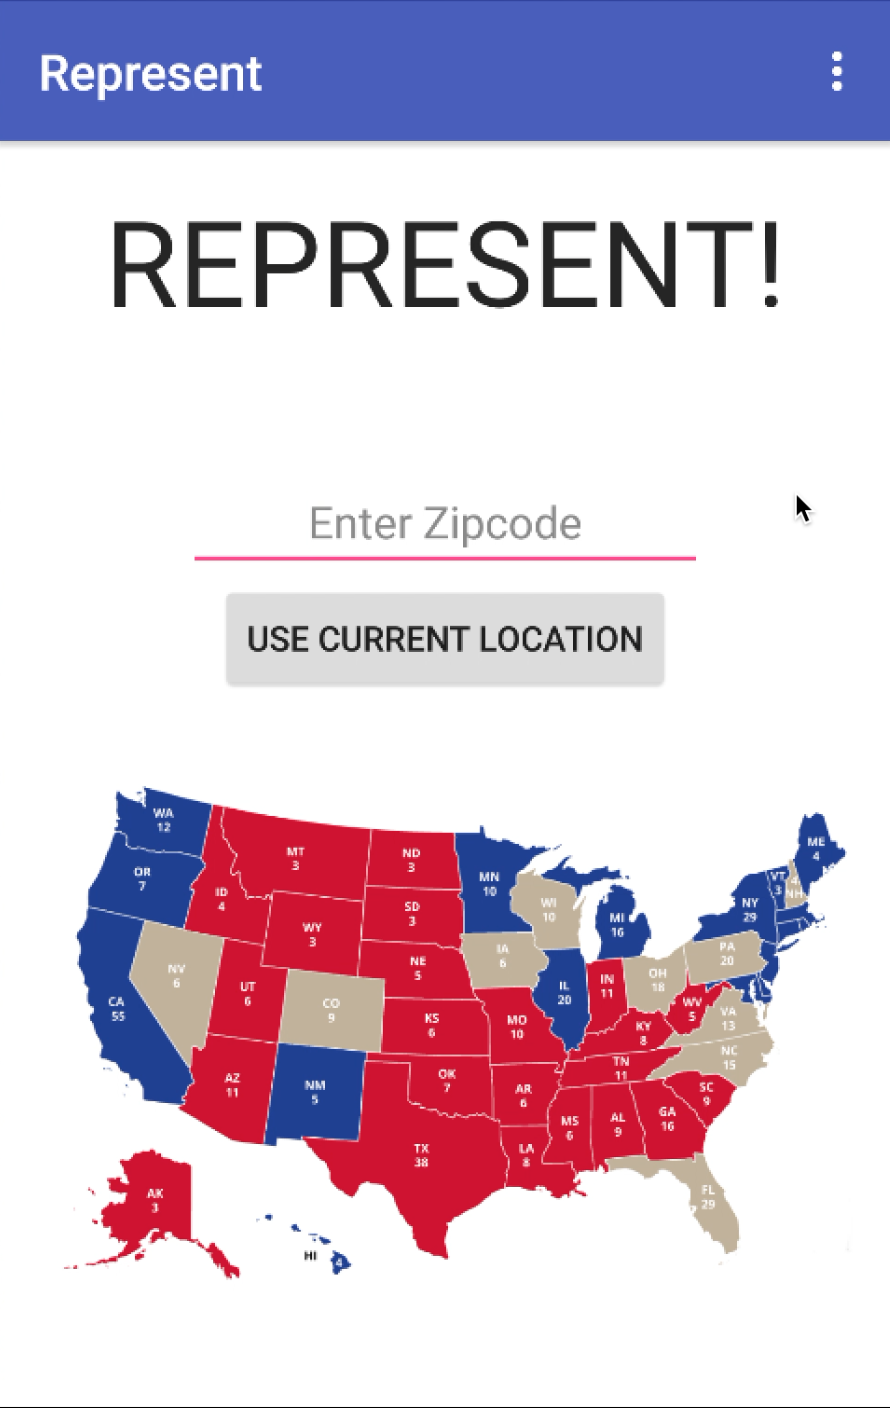 Represent
REPRESENT!
Enter Zipcode
USE CURRENT LOCATION
WA
12
OR
7
CA
55
NV
6
ID
4
MT
3
WY
3
UT
6
AZ
11
CO
9
NM
5
ND
3
SD
3
NE
5
KS
6
OK
7
TX
38
MN
10
IA
6
MO
10
AR
6
LA
8
WI
10
IL
20
MI
16
IN
11
OH
18
KY
8
TN
11
MS
6
AL
9
GA
16
FL
29
SC
9
NC
15
VA
13
WV
5
PA
20
NY
29
VT
3
4
NH
ME
4
AK
3
HI
4